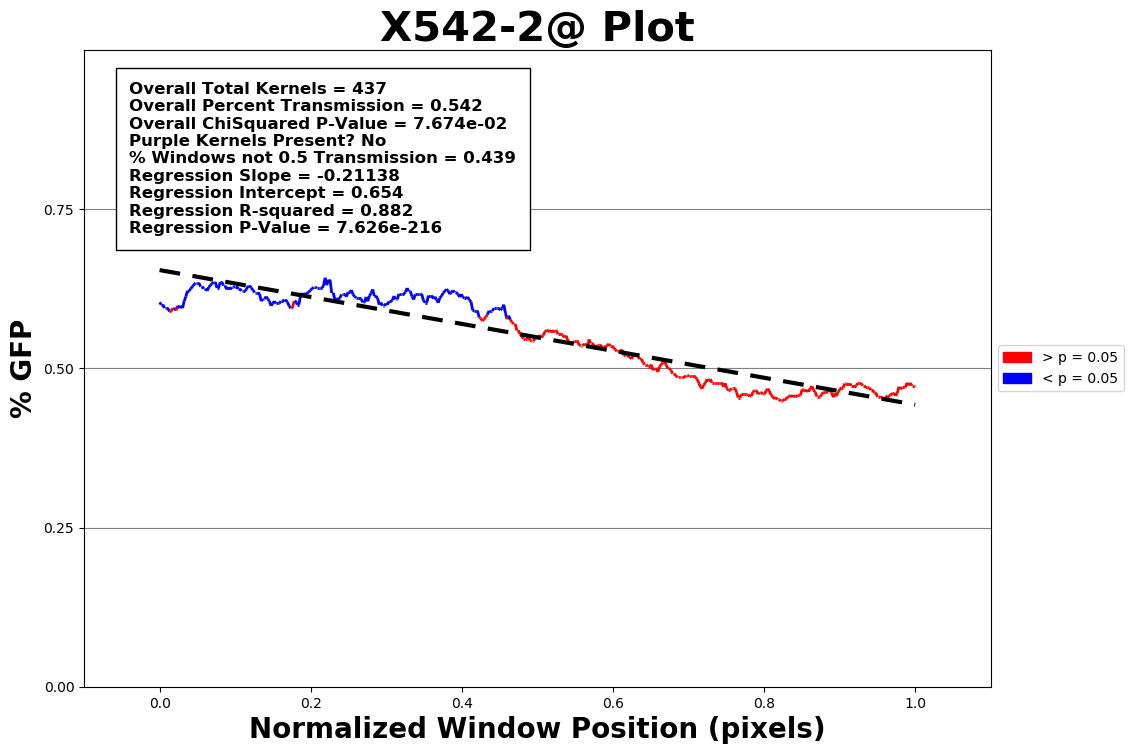 X542-2@ Plot
Overall Total Kernels = 437
Overall Percent Transmission = 0.542
Overall ChiSquared P-Value = 7.674e-02
Purple Kernels Present? No
% Windows not 0.5 Transmission = 0.439
Regression Slope = -0.21138
Regression Intercept = 0.654
Regression R-squared = 0.882
Regression P-Value = 7.626e-216
% GFP
0.75
0.50
0.25
0.00
> p = 0.05
< p = 0.05
0.0 0.2 0.4 0.6 0.8 1.0
Normalized Window Position (pixels)